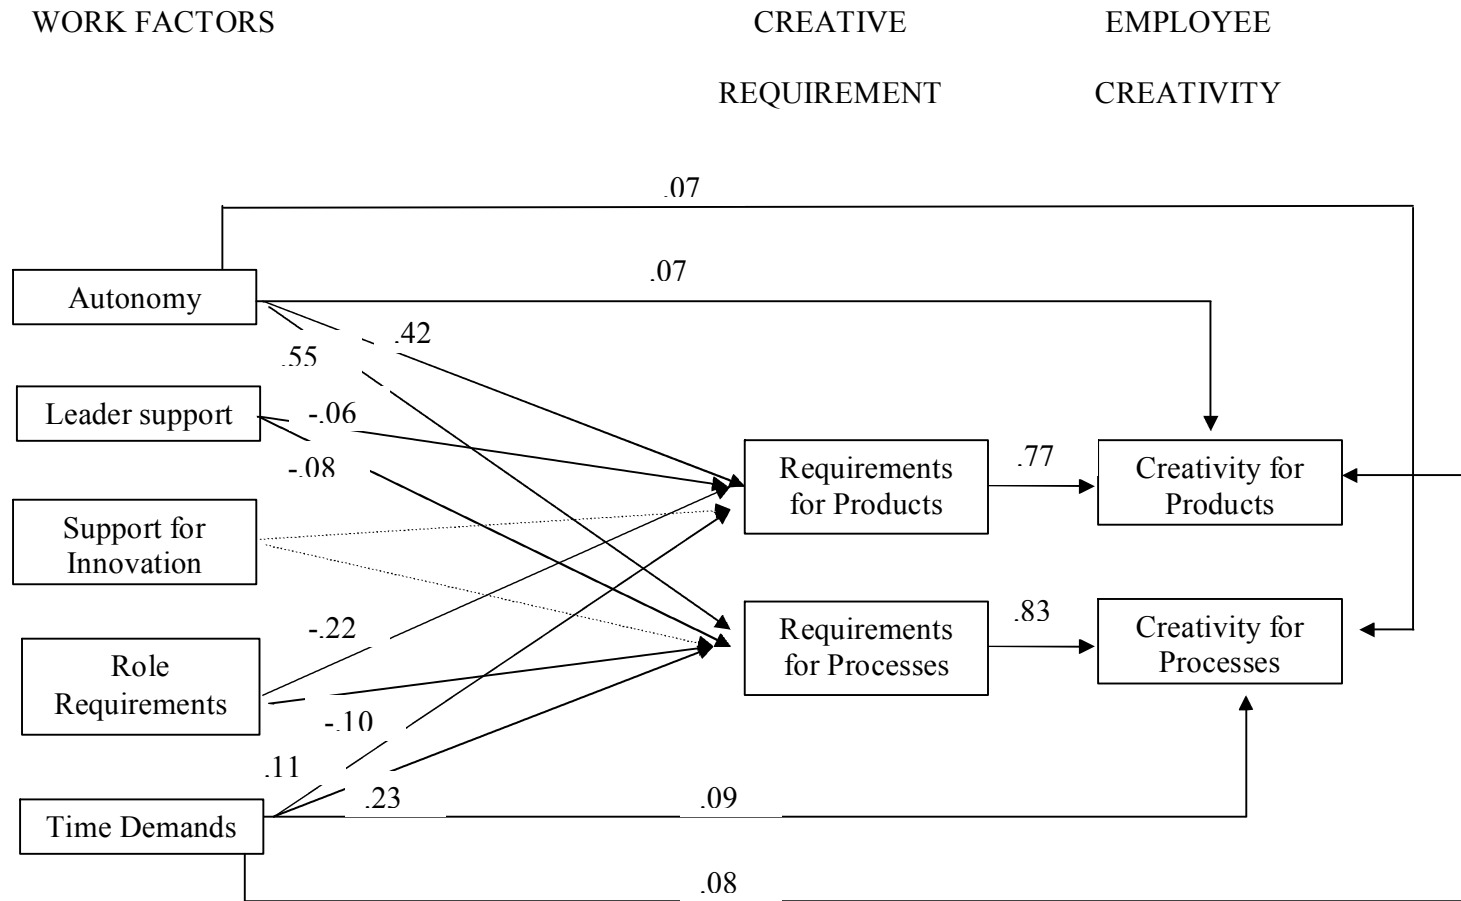 WORK FACTORS
CREATIVE
REQUIREMENT
EMPLOYEE
CREATIVITY
.07
.07
Autonomy
.42
.55
Leader support
-.06
-.08
Support for
Innovation
Role
Requirements
-.22
-.10
.11
.23
Time Demands
.09
.08
Requirements
for Products
.77
Creativity for
Products
Requirements
for Processes
.83
Creativity for
Processes